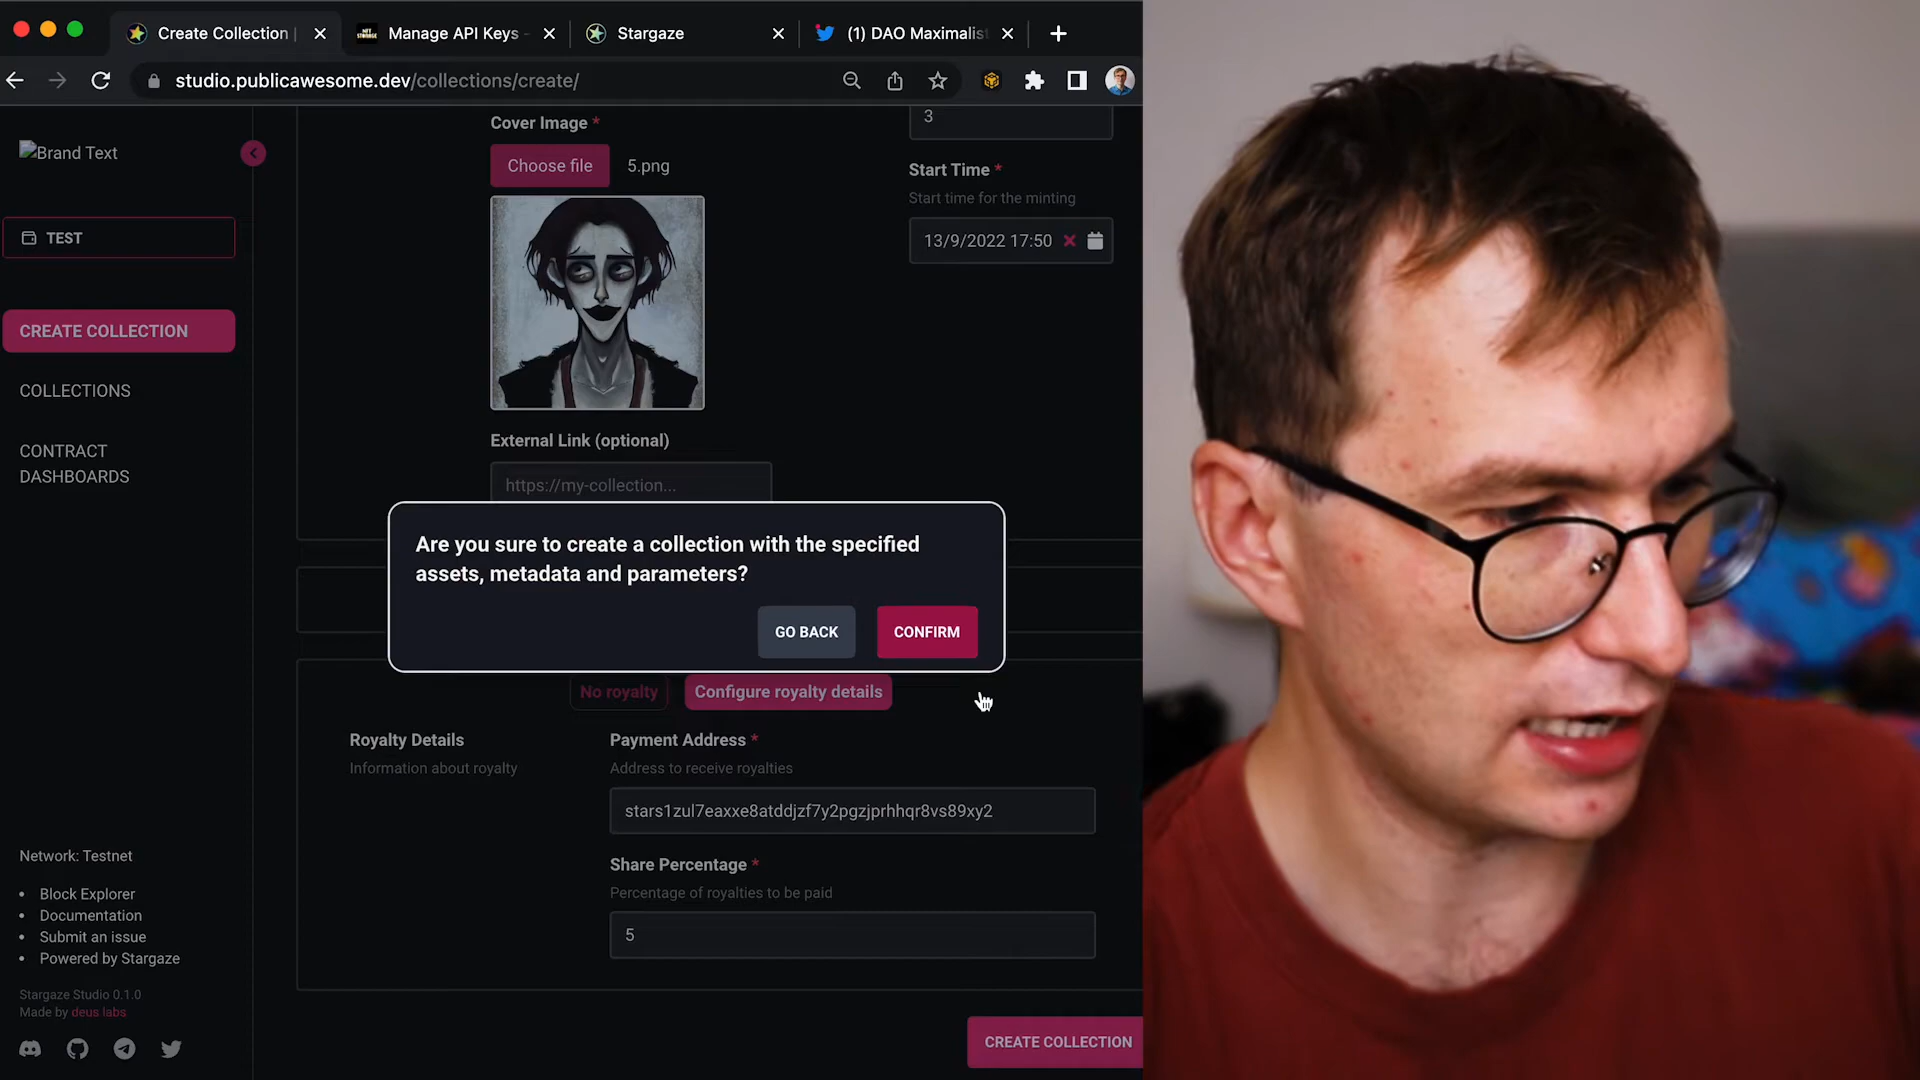 Create Collection |
Manage API Keys -
Stargaze
(1) DAO Maximalist
studio.publicawesome.dev/collections/create/
Brand Text
TEST
CREATE COLLECTION
COLLECTIONS
CONTRACT
DASHBOARDS
Network: Testnet
Block Explorer
Documentation
Submit an issue
Powered by Stargaze
Stargaze Studio 0.1.0
Made by deus labs
Cover Image *
Choose file 5.png
External Link (optional)
https://my-collection...
3
Start Time *
Start time for the minting
13/9/2022 17:50
Are you sure to create a collection with the specified
assets, metadata and parameters?
GO BACK CONFIRM
No royalty Configure royalty details
Royalty Details
Information about royalty
Payment Address *
Address to receive royalties
stars1zul7eaxxe8atddjzf7y2pgzjprhhqr8vs89xy2
Share Percentage *
Percentage of royalties to be paid
5
CREATE COLLECTION